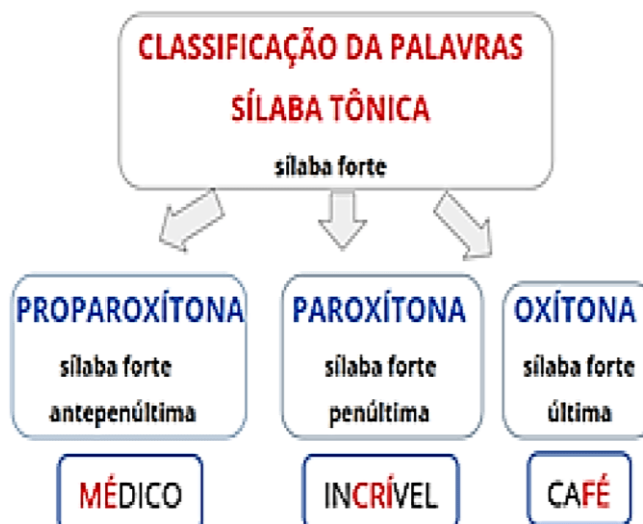 CLASSIFICAÇÃO DA PALAVRAS
SÍLABA TÔNICA
sílaba forte
PROPAROXÍTONA
sílaba forte
antepenúltima
MÉDICO
PAROXÍTONA
sílaba forte
penúltima
INCRÍVEL
OXÍTONA
sílaba forte
última
CAFÉ